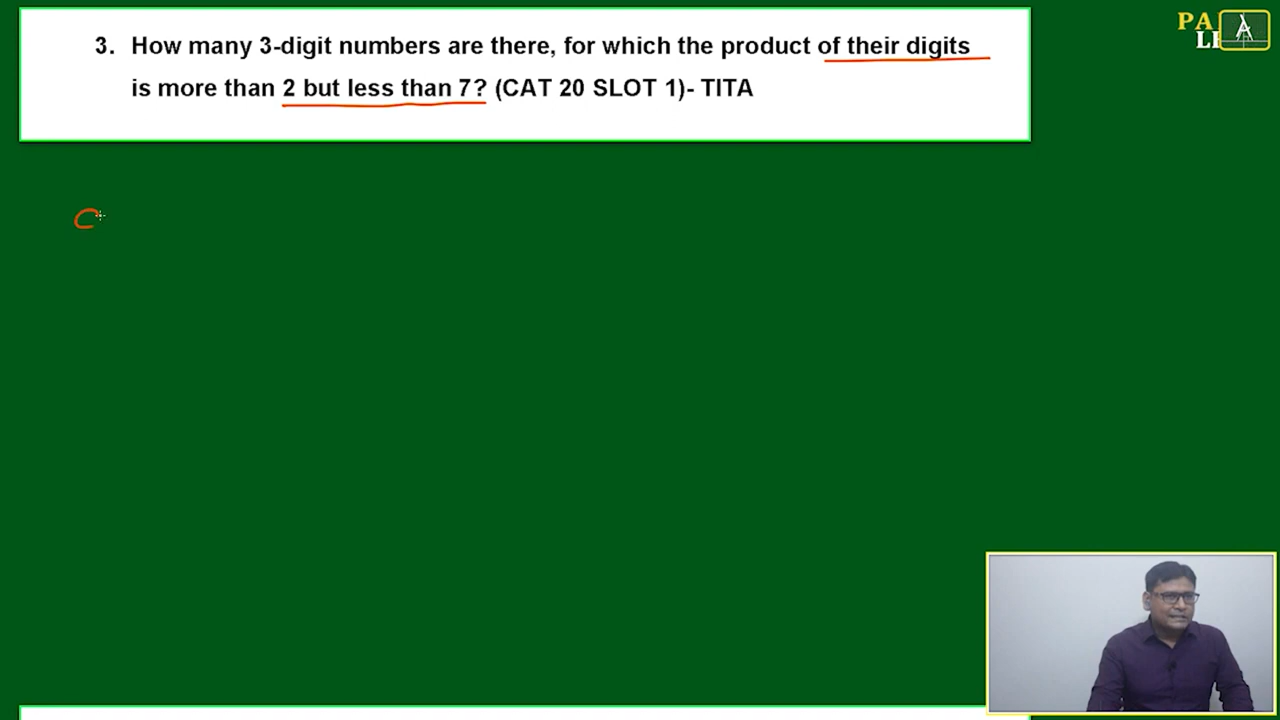 3. How many 3-digit numbers are there, for which the product of their digits
is more than 2 but less than 7? (CAT 20 SLOT 1)- TITA